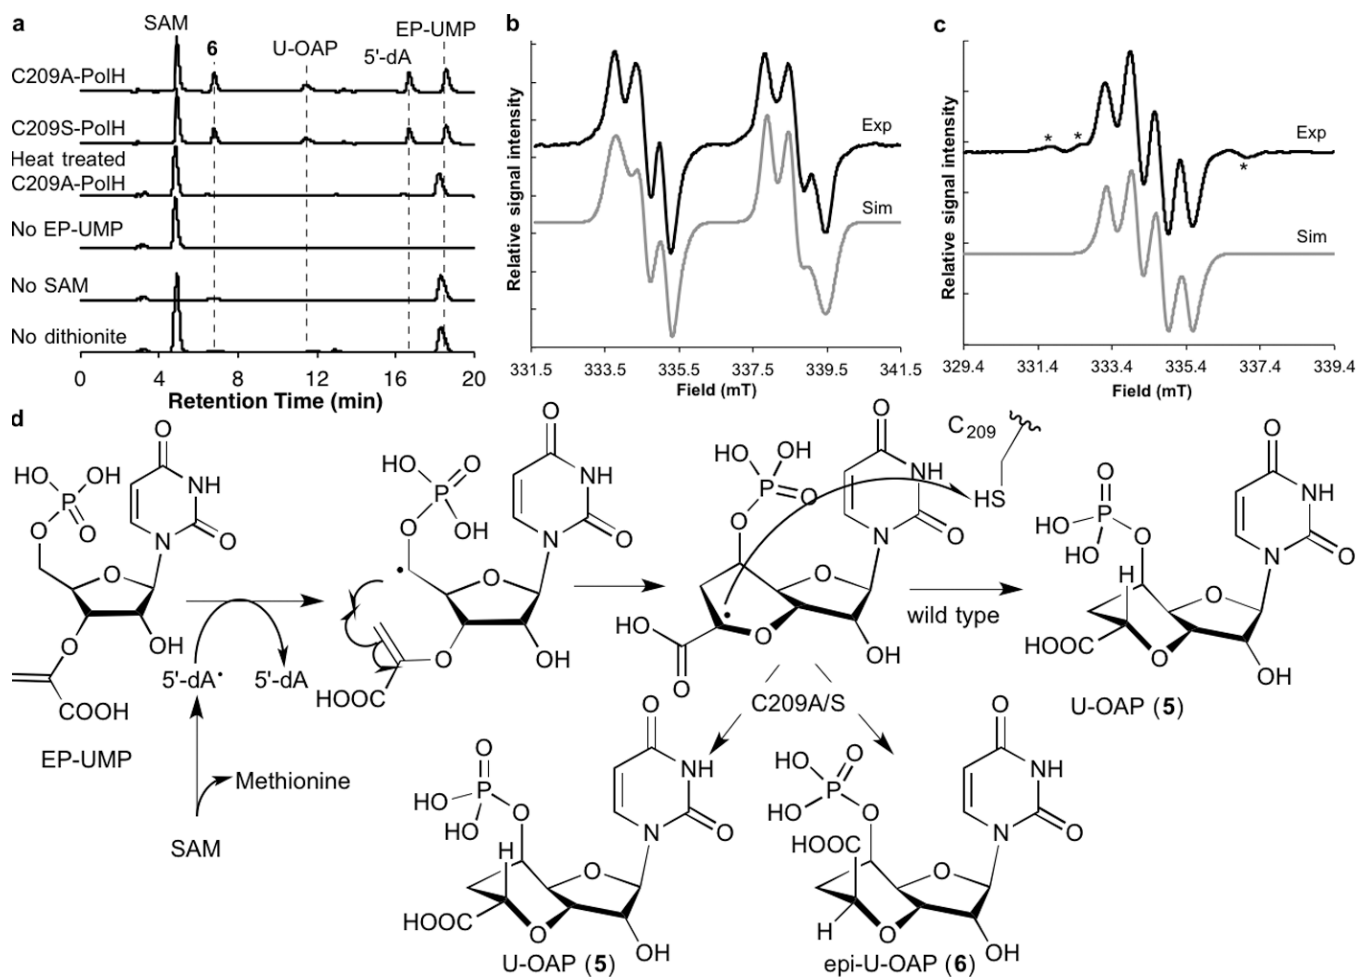 a
SAM
6
U-OAP
5'-dA
EP-UMP
C209A-PolH
C209S-PolH
Heat treated
C209A-PolH
No EP-UMP
No SAM
No dithionite
0 4 8 12 16 20
Retention Time (min)
b
Relative signal intensity
Exp
Sim
331.5 333.5 335.5 337.5 339.5 341.5
Field (mT)
c
Relative signal intensity
* * *
Exp
Sim
329.4 331.4 333.4 335.4 337.4 339.4
Field (mT)
d
O
HO OH
P
O
O
NH
N
O
O
O
OH
COOH
EP-UMP
5'-dA•
5'-dA
Methionine
SAM
O
HO
P
O
OH
O
NH
N
O
O
O
OH
HOOC
O
HO
OH
P
O
O
NH
N
O
O
HO
O
O
OH
C209
HS
wild type
C209A/S
O
O
HO
P
HO
O
NH
N
O
H
O
HOOC
O
OH
U-OAP (5)
O
O
HO
P
HO
O
NH
N
O
H
O
HOOC
O
OH
U-OAP (5)
O
HO
O
P
HO
O
NH
N
O
HOOC
O
H
O
OH
epi-U-OAP (6)